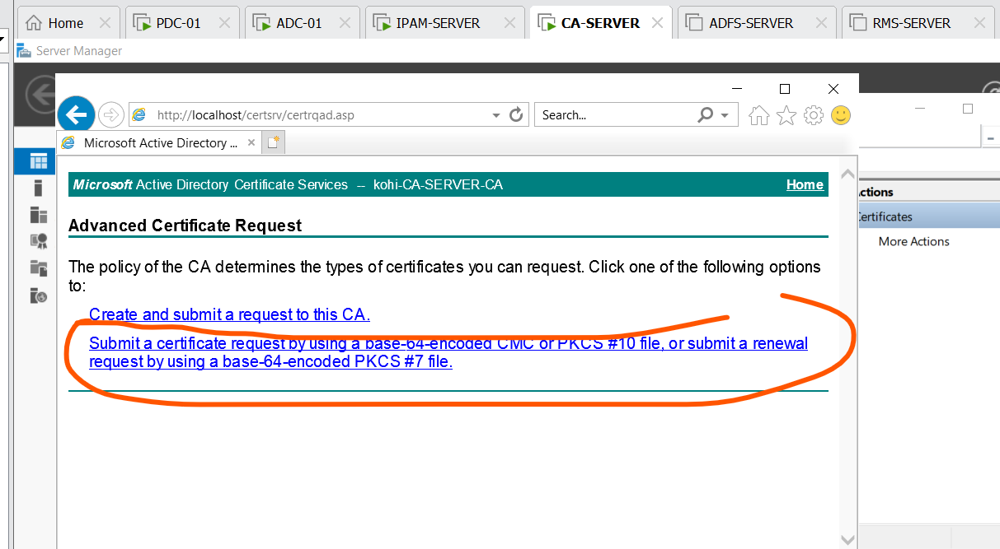 Home
PDC-01
ADC-01
IPAM-SERVER
CA-SERVER
ADFS-SERVER
RMS-SERVER
Server Manager
http://localhost/certsrv/certrqad.asp
Search...
Microsoft Active Directory ...
Microsoft Active Directory Certificate Services -- kohi-CA-SERVER-CA
Home
Advanced Certificate Request
The policy of the CA determines the types of certificates you can request. Click one of the following options
to:
Create and submit a request to this CA.
Submit a certificate request by using a base-64-encoded CMC or PKCS #10 file, or submit a renewal
request by using a base-64-encoded PKCS #7 file.
ctions
ertificates
More Actions